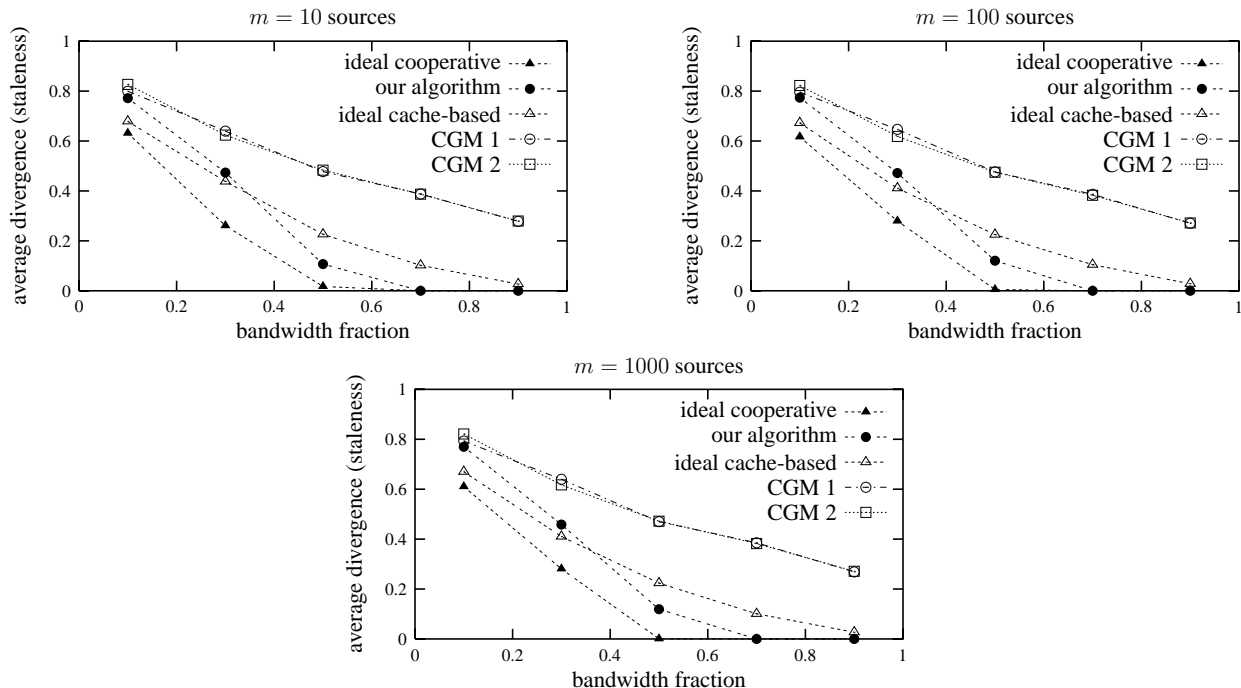 m = 10 sources
average divergence (staleness)
1
0.8
0.6
0.4
0.2
0
0
0.2
0.4
0.6
0.8
1
bandwidth fraction
ideal cooperative
our algorithm
ideal cache-based
CGM 1
CGM 2
m = 100 sources
average divergence (staleness)
1
0.8
0.6
0.4
0.2
0
0
0.2
0.4
0.6
0.8
1
bandwidth fraction
ideal cooperative
our algorithm
ideal cache-based
CGM 1
CGM 2
m = 1000 sources
average divergence (staleness)
1
0.8
0.6
0.4
0.2
0
0
0.2
0.4
0.6
0.8
1
bandwidth fraction
ideal cooperative
our algorithm
ideal cache-based
CGM 1
CGM 2